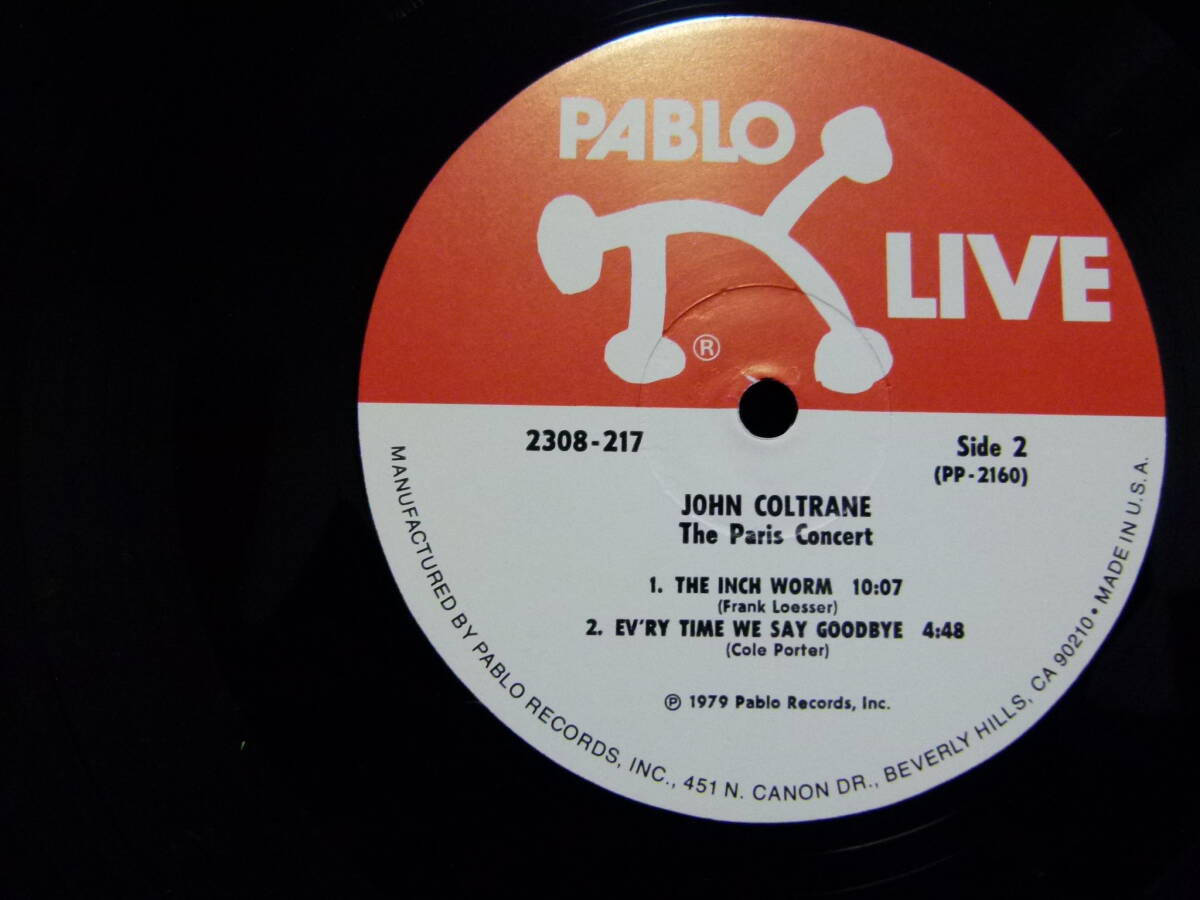 PABLO
LIVE
®
2308-217
Side 2
(PP-2160)
JOHN COLTRANE
The Paris Concert
1. THE INCH WORM 10:07
(Frank Loesser)
2. EV'RY TIME WE SAY GOODBYE 4:48
(Cole Porter)
℗ 1979 Pablo Records, Inc.
MANUFACTURED BY PABLO RECORDS, INC., 451 N. CANON DR., BEVERLY HILLS, CA 90210 • MADE IN U.S.A.